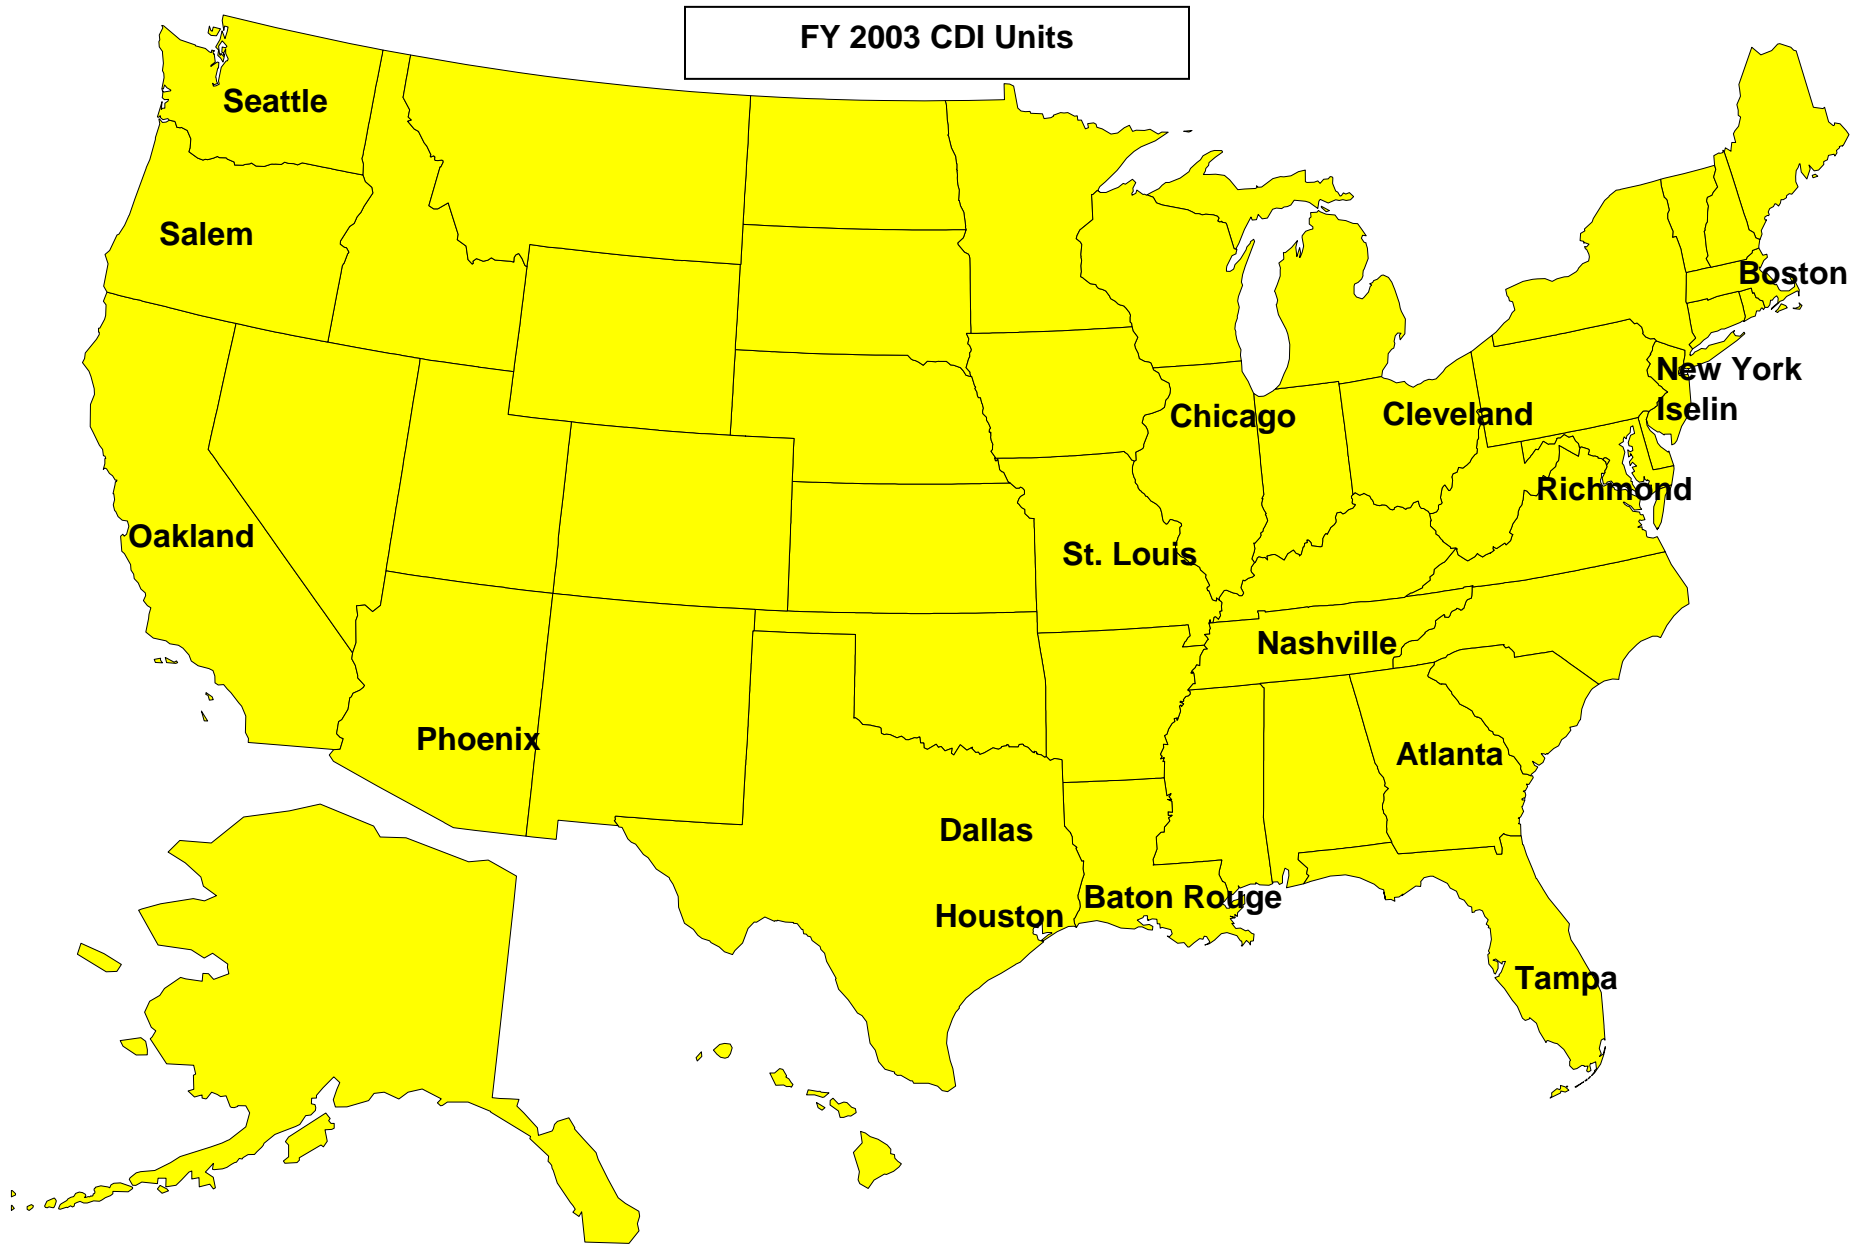 FY 2003 CDI Units
Seattle
Salem
Boston
New York
Iselin
Chicago
Cleveland
Richmond
Oakland
St. Louis
Nashville
Phoenix
Atlanta
Dallas
Baton Rouge
Houston
Tampa